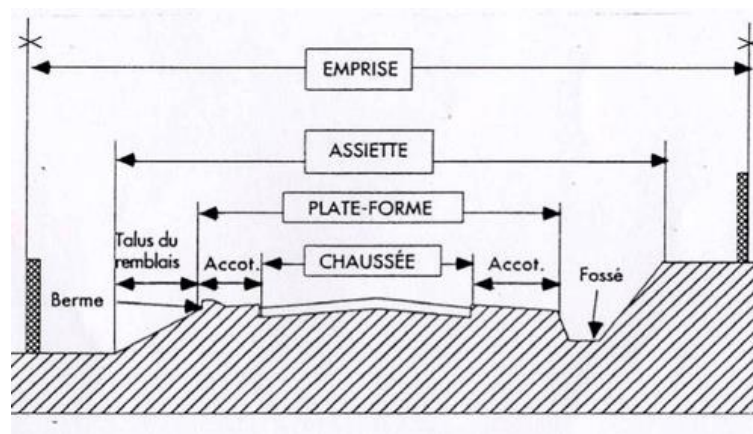 EMPRISE
ASSIETTE
PLATE-FORME
Talus du
remblais
Accot.
CHAUSSÉE
Accot.
Fossé
Berme